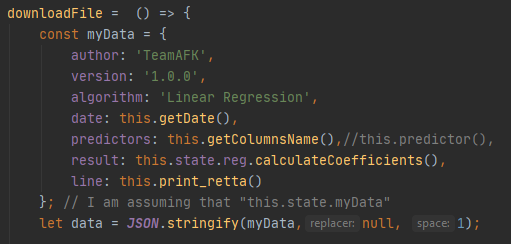 downloadFile =  () => {
    const myData = {
        author: 'TeamAFK',
        version: '1.0.0',
        algorithm: 'Linear Regression',
        date: this.getDate(),
        predictors: this.getColumnsName(),//this.predictor(),
        result: this.state.reg.calculateCoefficients(),
        line: this.print_retta()
    }; // I am assuming that "this.state.myData"
    let data = JSON.stringify(myData, replacer: null, space: 1);